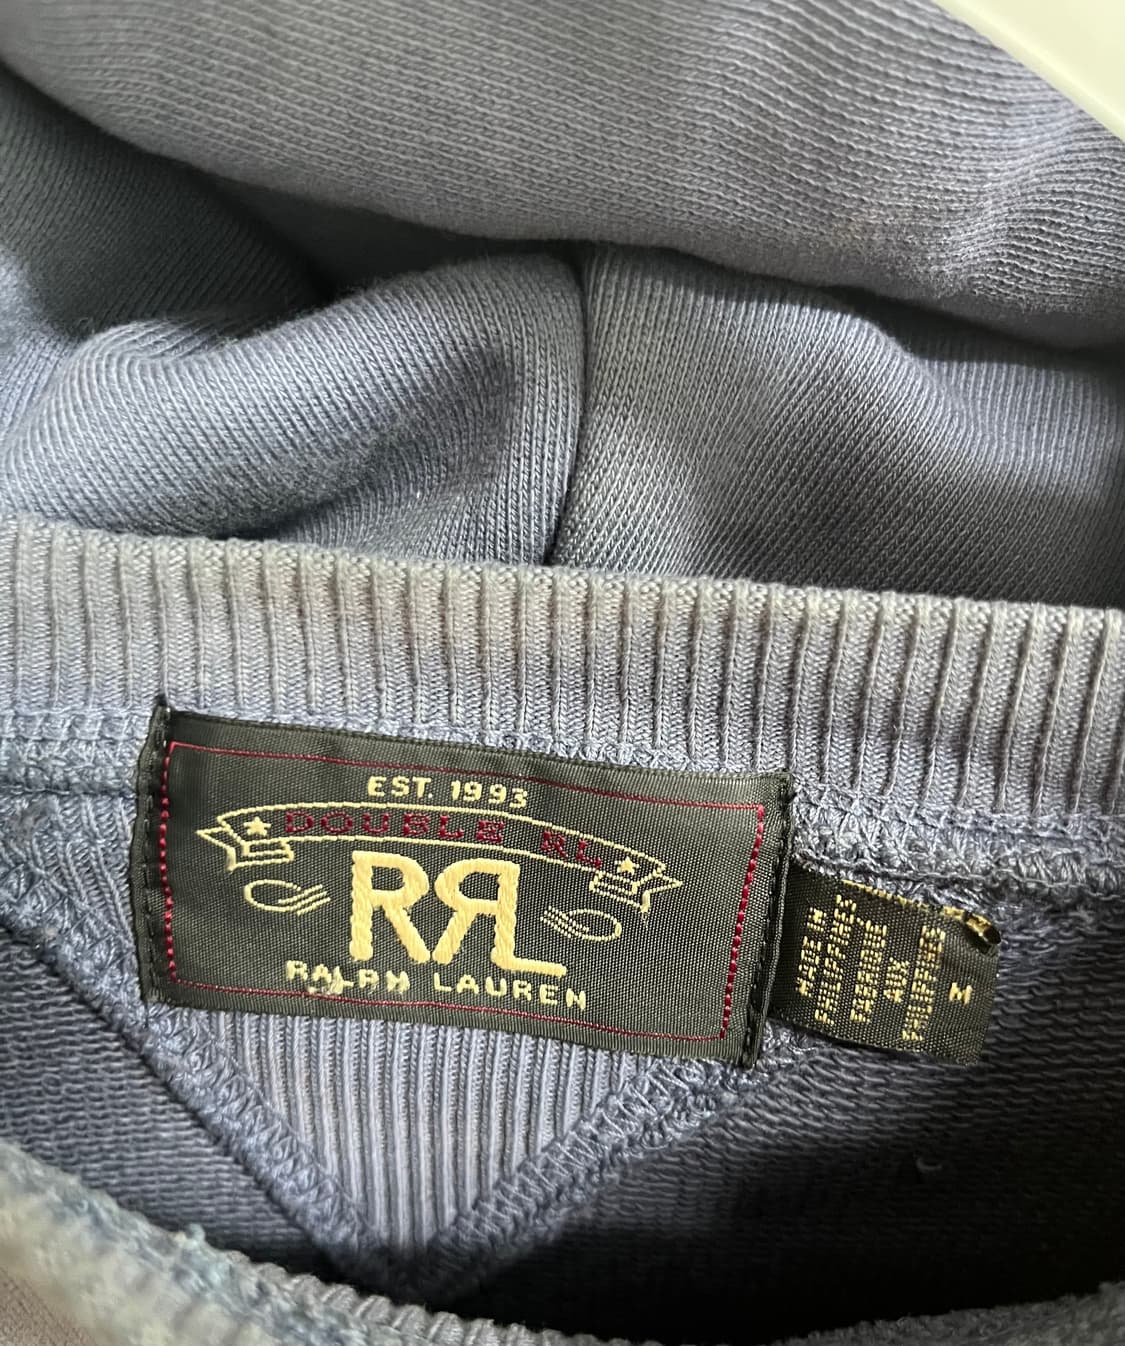 EST. 1993
DOUBLE RL
RRL
RALPH LAUREN
MADE IN
PHILIPPINES
FABRIQUÉ
AUX
PHILIPPINES
M